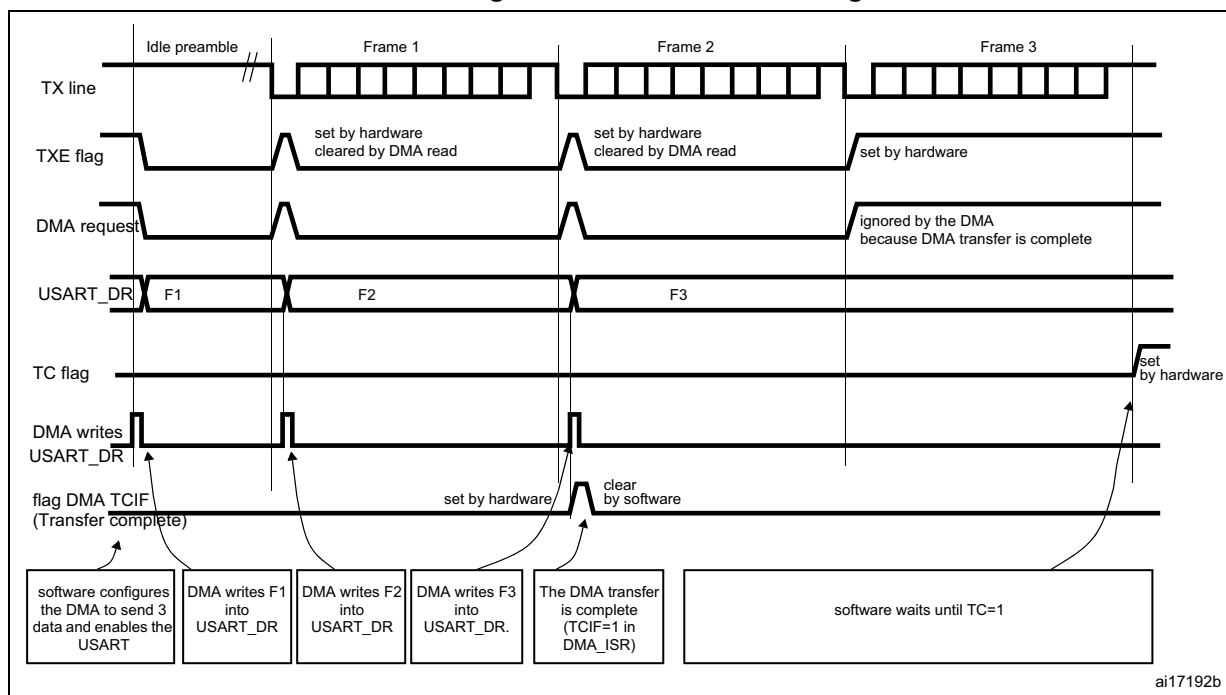 Idle preamble
Frame 1
Frame 2
Frame 3
TX line
TXE flag
set by hardware
cleared by DMA read
set by hardware
cleared by DMA read
set by hardware
DMA request
ignored by the DMA
because DMA transfer is complete
USART_DR
F1
F2
F3
TC flag
set
by hardware
DMA writes
USART_DR
flag DMA TCIF
(Transfer complete)
set by hardware
clear
by software
software configures
the DMA to send 3
data and enables the
USART
DMA writes F1
into
USART_DR
DMA writes F2
into
USART_DR
DMA writes F3
into
USART_DR.
The DMA transfer
is complete
(TCIF=1 in
DMA_ISR)
software waits until TC=1
ai17192b